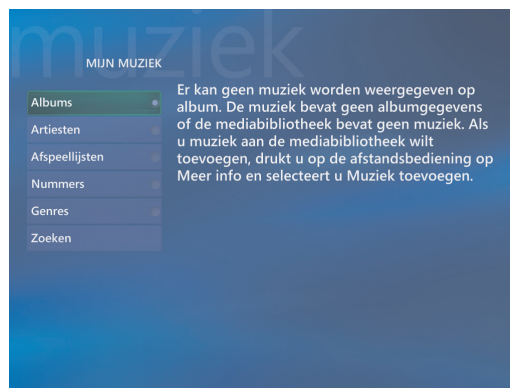 muziek
MIJN MUZIEK
Albums
Artiesten
Afspeellijsten
Nummers
Genres
Zoeken
Er kan geen muziek worden weergegeven op
album. De muziek bevat geen albumgegevens
of de mediabibliotheek bevat geen muziek. Als
u muziek aan de mediabibliotheek wilt
toevoegen, drukt u op de afstandsbediening op
Meer info en selecteert u Muziek toevoegen.